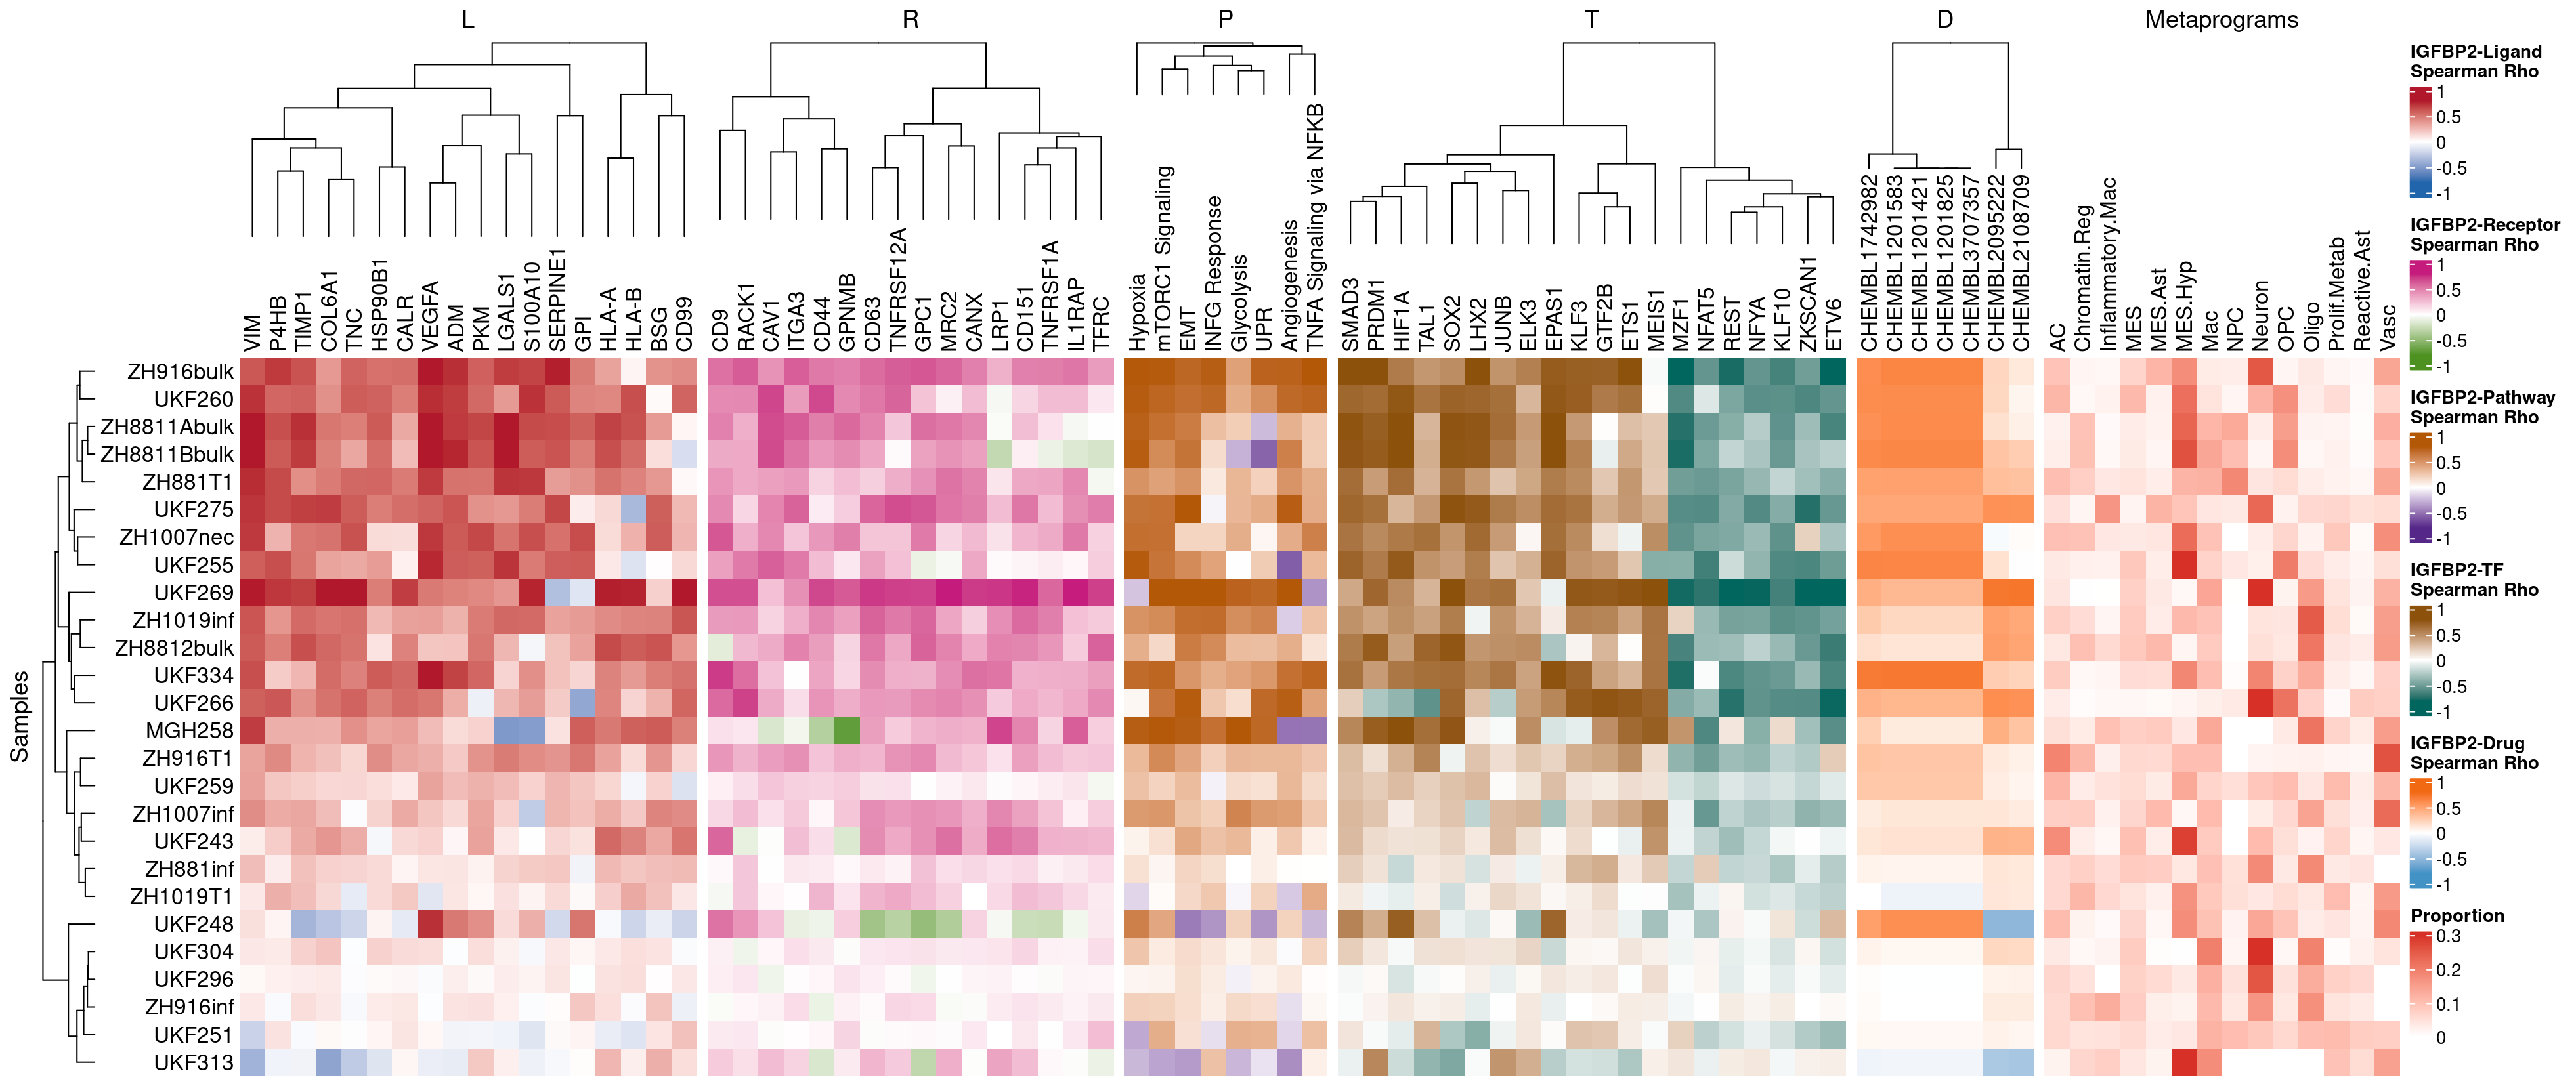 L R P T D Metaprograms
VIM P4HB TIMP1 COL6A1 TNC HSP90B1 CALR VEGFA ADM PKM LGALS1 S100A10 SERPINE1 GPI HLA-A HLA-B BSG CD99
CD9 RACK1 CAV1 ITGA3 CD44 GPNMB CD63 TNFRSF12A GPC1 MRC2 CANX LRP1 CD151 TNFRSF1A IL1RAP TFRC
Hypoxia
mTORC1 Signaling
EMT
INFG Response
Glycolysis
UPR
Angiogenesis
TNFA Signaling via NFKB
SMAD3 PRDM1 HIF1A TAL1 SOX2 LHX2 JUNB ELK3 EPAS1 KLF3 GTF2B ETS1 MEIS1 MZF1 NFAT5 REST NFYA KLF10 ZKSCAN1 ETV6
CHEMBL1742982
CHEMBL1201583
CHEMBL1201421
CHEMBL1201825
CHEMBL3707357
CHEMBL2095222
CHEMBL2108709
AC Chromatin.Reg Inflammatory.Mac MES MES.Ast MES.Hyp Mac NPC Neuron OPC Oligo Prolif.Metab Reactive.Ast Vasc
Samples
ZH916bulk
UKF260
ZH8811Abulk
ZH8811Bbulk
ZH881T1
UKF275
ZH1007nec
UKF255
UKF269
ZH1019inf
ZH8812bulk
UKF334
UKF266
MGH258
ZH916T1
UKF259
ZH1007inf
UKF243
ZH881inf
ZH1019T1
UKF248
UKF304
UKF296
ZH916inf
UKF251
UKF313
IGFBP2-Ligand
Spearman Rho
1
0.5
0
-0.5
-1
IGFBP2-Receptor
Spearman Rho
1
0.5
0
-0.5
-1
IGFBP2-Pathway
Spearman Rho
1
0.5
0
-0.5
-1
IGFBP2-TF
Spearman Rho
1
0.5
0
-0.5
-1
IGFBP2-Drug
Spearman Rho
1
0.5
0
-0.5
-1
Proportion
0.3
0.2
0.1
0